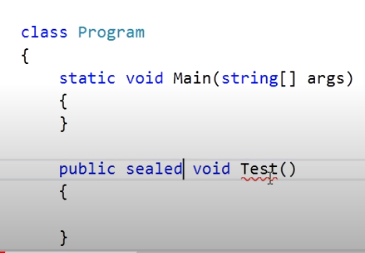 class Program
{
static void Main(string[] args)
{
}
public sealed void Test()
{
}